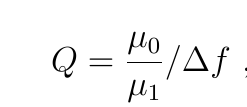 Q = μ₀/μ₁ / Δf ,